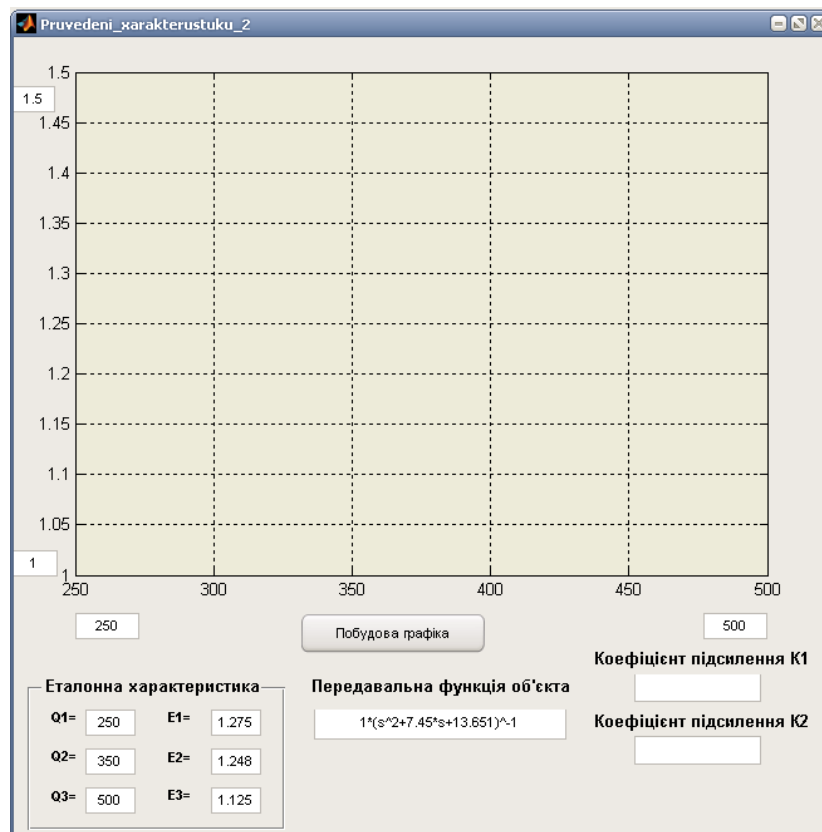 Pruvedeni_xarakterustuku_2
1.5
1.5
1.45
1.4
1.35
1.3
1.25
1.2
1.15
1.1
1.05
1
1
250 300 350 400 450 500
250
Побудова графіка
500
Коефіцієнт підсилення К1
Еталонна характеристика
Передавальна функція об'єкта
Q1= 250 E1= 1.275
1*(s^2+7.45*s+13.651)^-1
Коефіцієнт підсилення К2
Q2= 350 E2= 1.248
Q3= 500 E3= 1.125